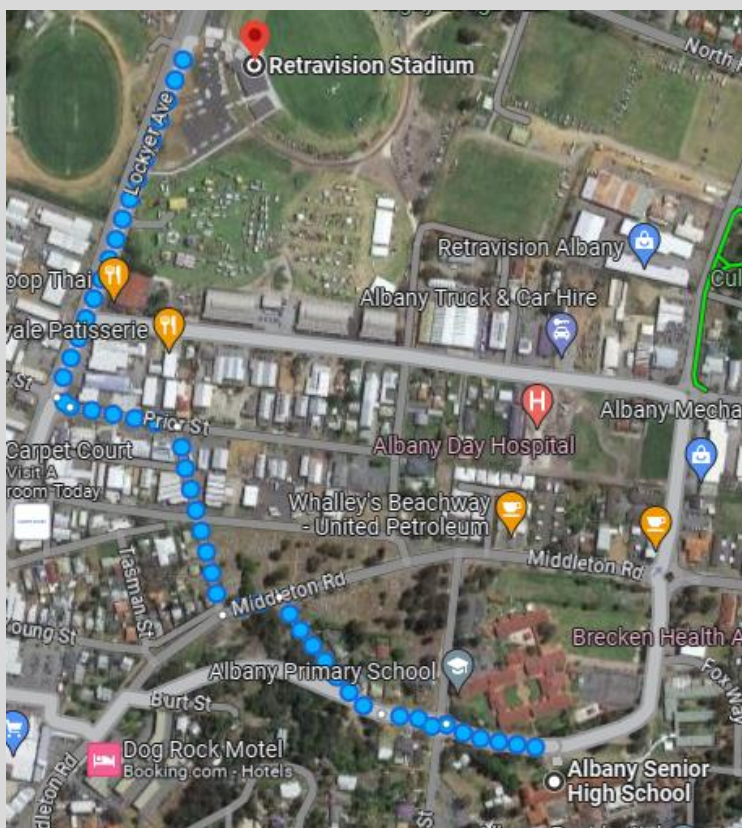 North
Retravision Stadium
Lockyer Ave
Retravision Albany
Cul
oop Thai
Albany Truck & Car Hire
yale Patisserie
St
Albany Mecha
Prior St
Albany Day Hospital
Carpet Court
Visit A
room Today
Whalley's Beachway
- United Petroleum
Tasman St
Middleton Rd
Middleton Rd
Young St
Brecken Health A
Albany Primary School
Fox Way
Burt St
Dog Rock Motel
Booking.com - Hotels
Albany Senior
High School
dleton Rd
St
H